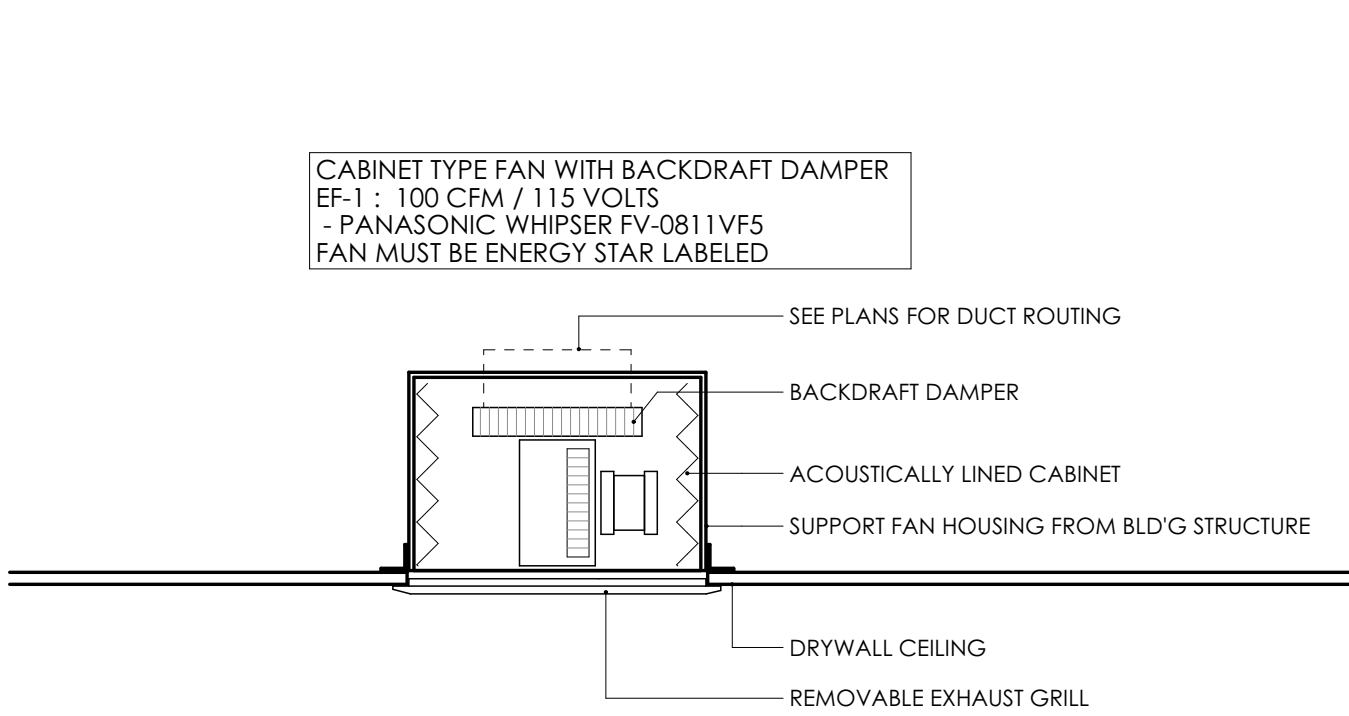 CABINET TYPE FAN WITH BACKDRAFT DAMPER
EF-1 : 100 CFM / 115 VOLTS
- PANASONIC WHIPSER FV-0811VF5
FAN MUST BE ENERGY STAR LABELED
SEE PLANS FOR DUCT ROUTING
BACKDRAFT DAMPER
ACOUSTICALLY LINED CABINET
SUPPORT FAN HOUSING FROM BLD'G STRUCTURE
DRYWALL CEILING
REMOVABLE EXHAUST GRILL